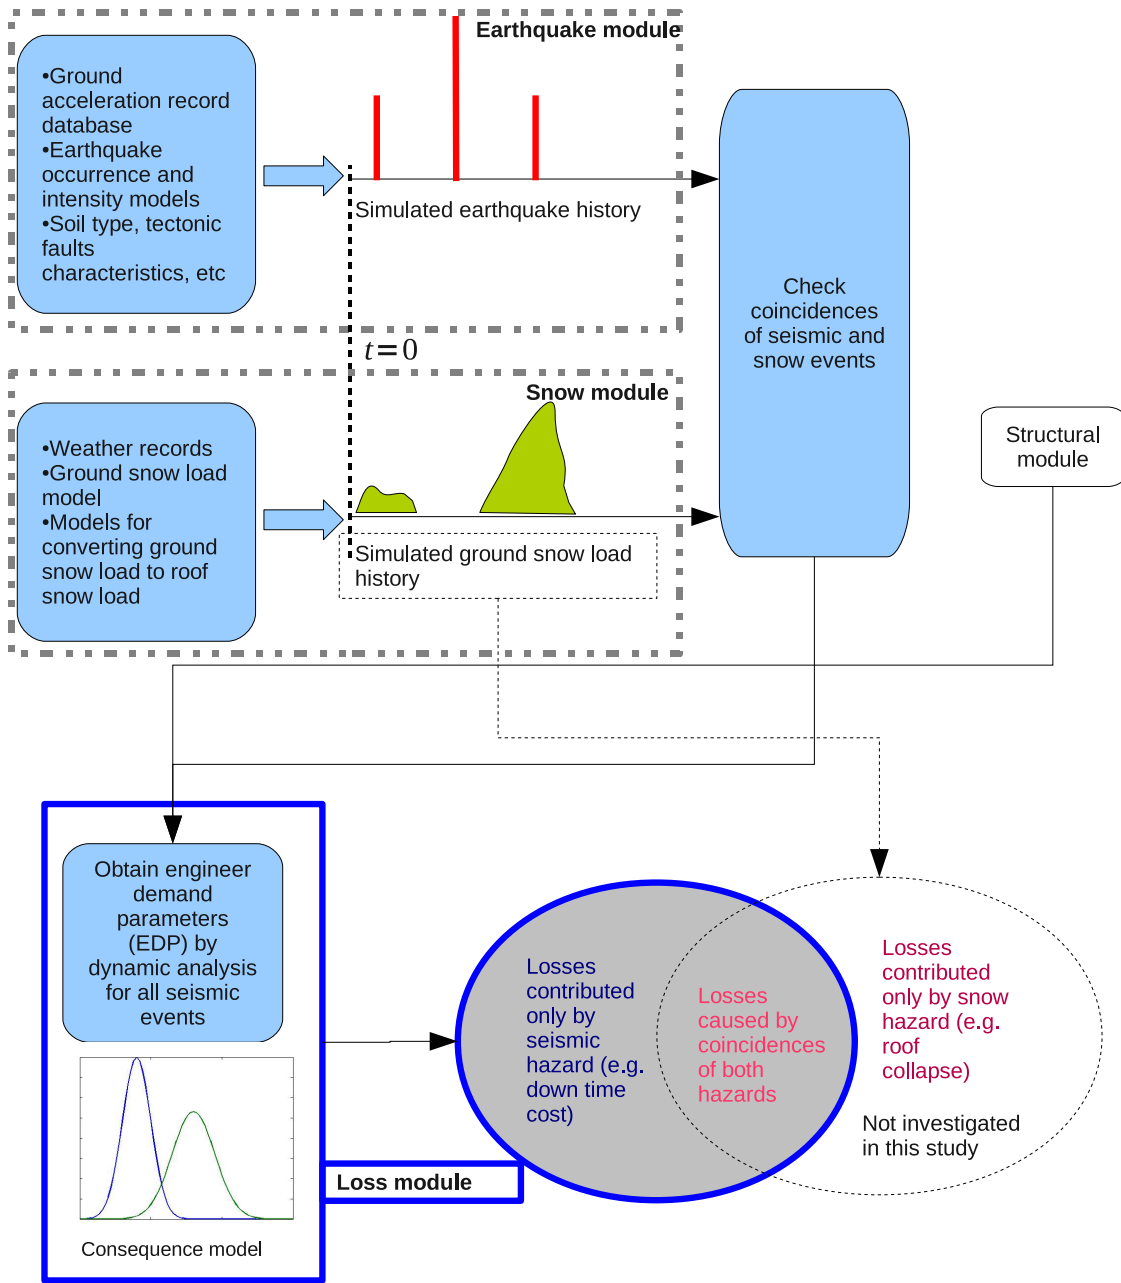 Earthquake module
•Ground
acceleration record
database
•Earthquake
occurrence and
intensity models
•Soil type, tectonic
faults
characteristics, etc
Simulated earthquake history
Check
coincidences
of seismic and
snow events
t=0
Snow module
•Weather records
•Ground snow load
model
•Models for
converting ground
snow load to roof
snow load
Simulated ground snow load
history
Structural
module
Obtain engineer
demand
parameters
(EDP) by
dynamic analysis
for all seismic
events
Consequence model
Loss module
Losses
contributed
only by
seismic
hazard (e.g.
down time
cost)
Losses
caused by
coincidences
of both
hazards
Losses
contributed
only by snow
hazard (e.g.
roof
collapse)
Not investigated
in this study